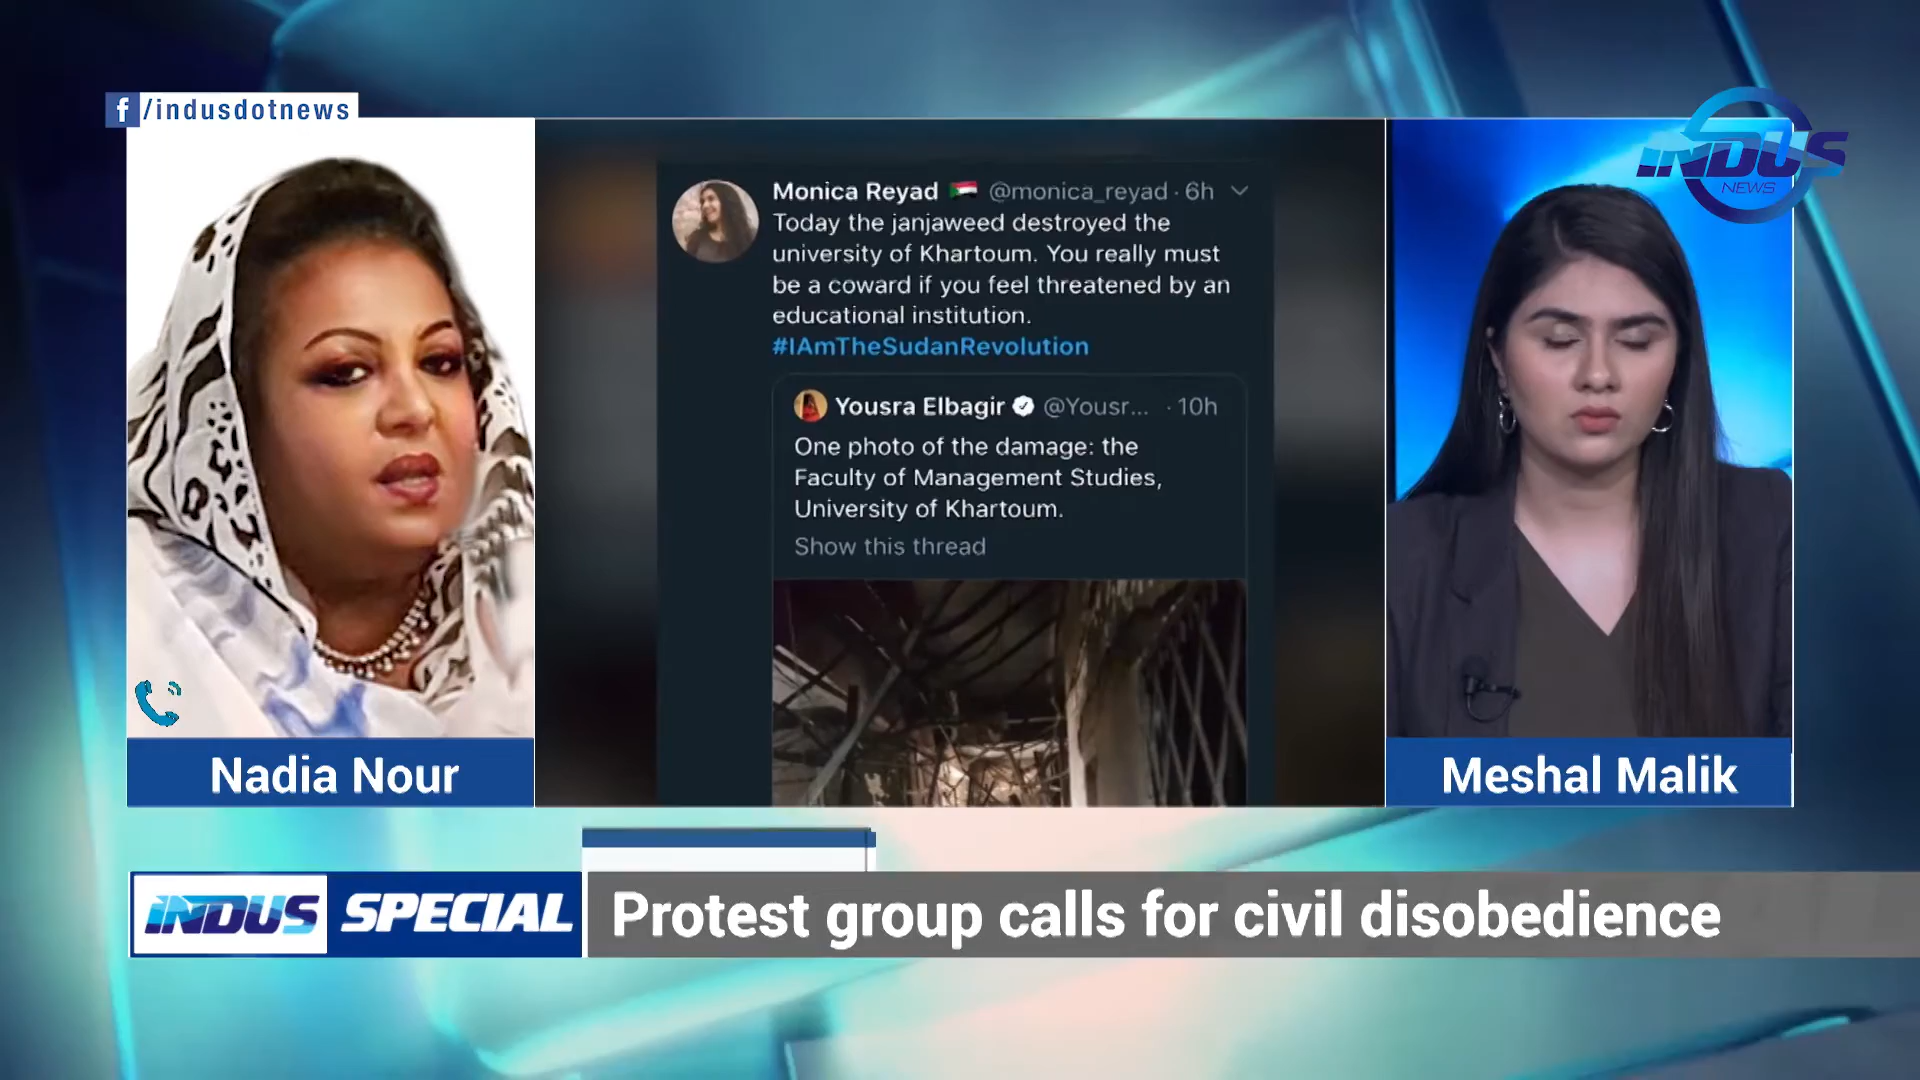 f/indusdotnews
INDUS
NEWS
Monica Reyad 🇸🇩 @monica_reyad · 6h
Today the janjaweed destroyed the
university of Khartoum. You really must
be a coward if you feel threatened by an
educational institution.
#IAmTheSudanRevolution
Yousra Elbagir @Yousr... · 10h
One photo of the damage: the
Faculty of Management Studies,
University of Khartoum.
Show this thread
Nadia Nour
Meshal Malik
INDUS SPECIAL
Protest group calls for civil disobedience